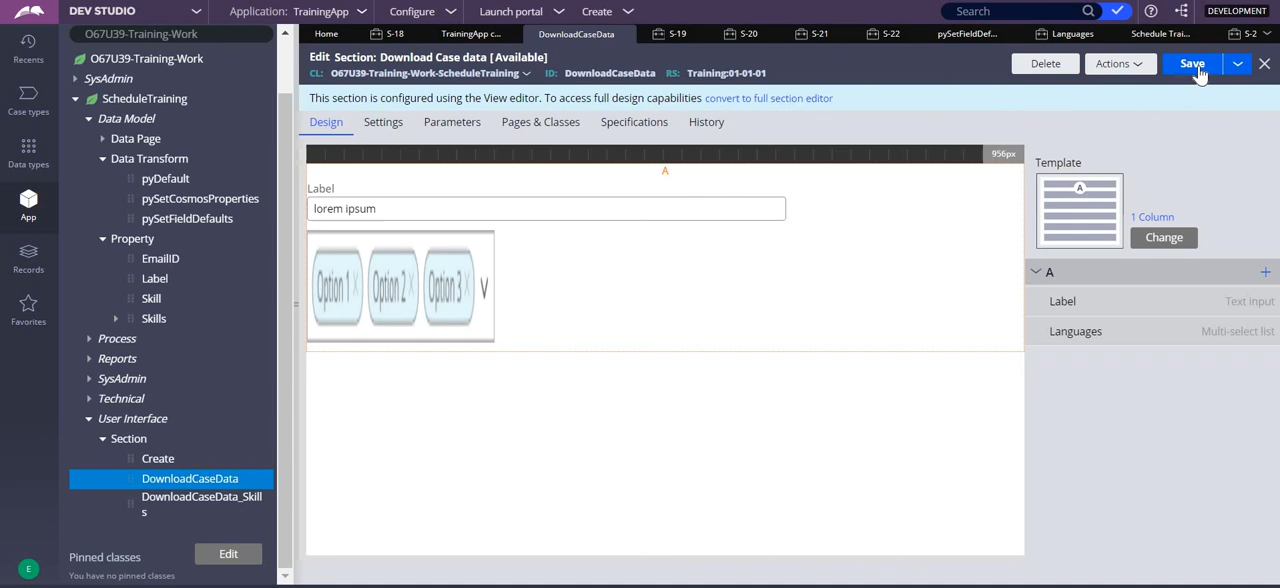 DEV STUDIO
Application: TrainingApp
Configure
Launch portal
Create
Search
DEVELOPMENT
Recents
Case types
Data types
App
Records
Favorites
E
O67U39-Training-Work
O67U39-Training-Work
SysAdmin
ScheduleTraining
Data Model
Data Page
Data Transform
pyDefault
pySetCosmosProperties
pySetFieldDefaults
Property
EmailID
Label
Skill
Skills
Process
Reports
SysAdmin
Technical
User Interface
Section
Create
DownloadCaseData
DownloadCaseData_Skill
s
Pinned classes
Edit
You have no pinned classes
Home
S-18
TrainingApp c...
DownloadCaseData
S-19
S-20
S-21
S-22
pySetFieldDef...
Languages
Schedule Trai...
S-2
Edit Section: Download Case data [Available]
CL: O67U39-Training-Work-ScheduleTraining ID: DownloadCaseData RS: Training:01-01-01
Delete
Actions
Save
This section is configured using the View editor. To access full design capabilities convert to full section editor
Design
Settings
Parameters
Pages & Classes
Specifications
History
956px
A
Label
lorem ipsum
Option 1 × Option 2 × Option 3 ×
Template
A
1 Column
Change
A
Label Text input
Languages Multi-select list